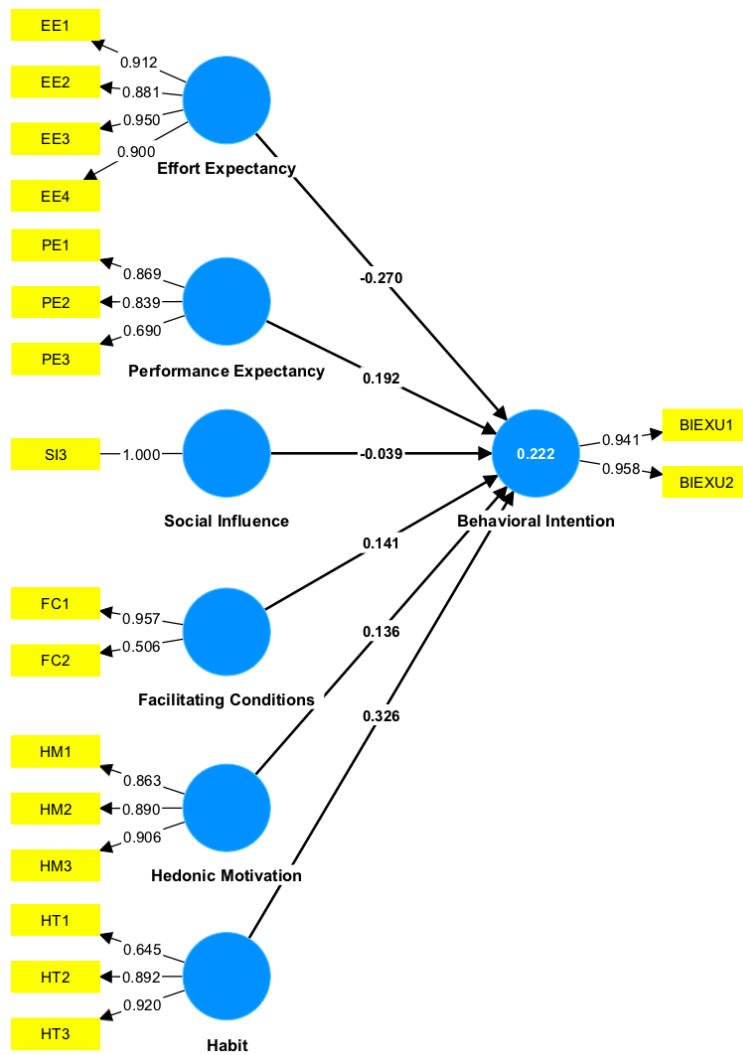 EE1
0.912
EE2
0.881
EE3
0.950
0.900
EE4
Effort Expectancy
-0.270
PE1
0.869
PE2
0.839
PE3
0.690
Performance Expectancy
0.192
SI3
1.000
Social Influence
-0.039
0.222
Behavioral Intention
0.941
BIEXU1
0.958
BIEXU2
FC1
0.957
FC2
0.506
Facilitating Conditions
0.141
HM1
0.863
HM2
0.890
HM3
0.906
Hedonic Motivation
0.136
HT1
0.645
HT2
0.892
HT3
0.920
Habit
0.326